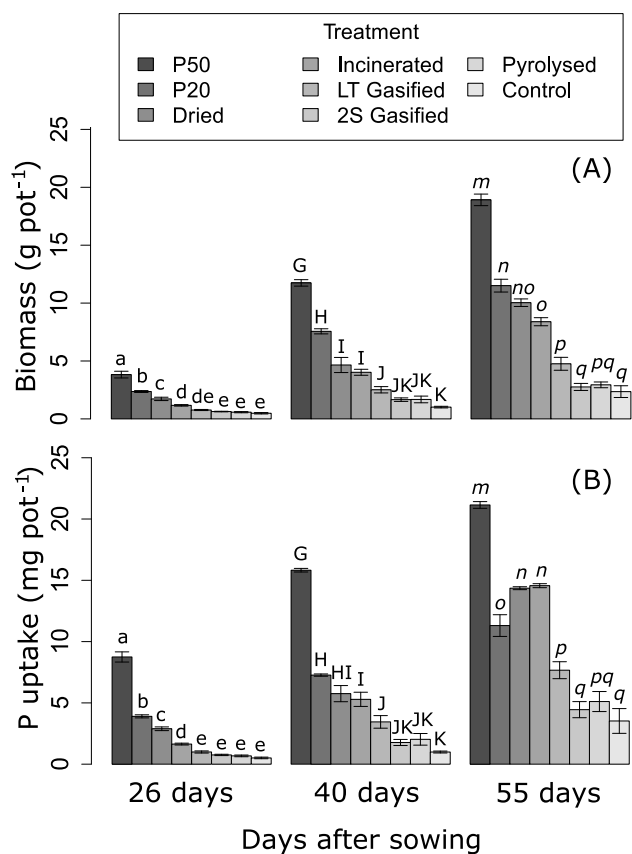 Treatment
P50 Incinerated Pyrolysed
P20 LT Gasified Control
Dried 2S Gasified
(A)
Biomass (g pot⁻¹)
25
20
15
10
5
0
a b c d de e e e
G H I I J JK JK K
m n no o p q pq q
(B)
P uptake (mg pot⁻¹)
25
20
15
10
5
0
a b c d e e e e
G H HI I J JK JK K
m o n n p q pq q
26 days 40 days 55 days
Days after sowing